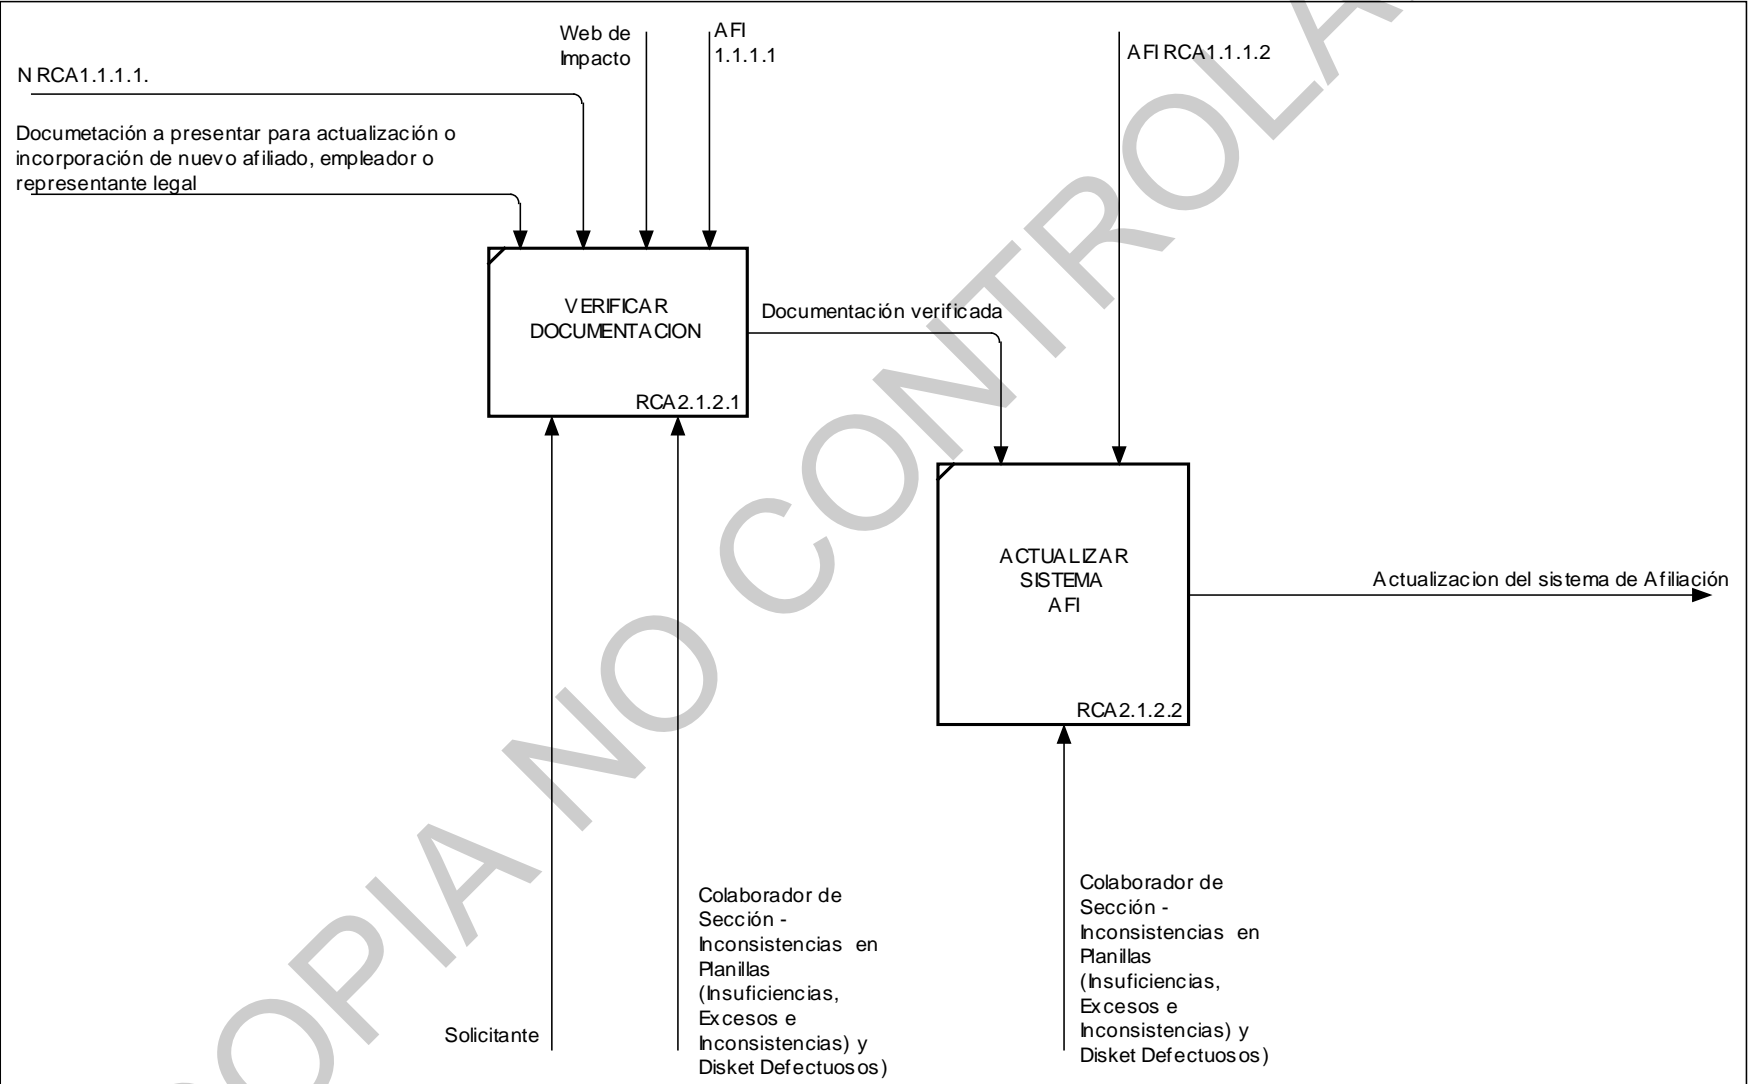 Web de
Impacto
AFI
1.1.1.1
AFI RCA1.1.1.2
N RCA1.1.1.1.
Documetación a presentar para actualización o
incorporación de nuevo afiliado, empleador o
representante legal
VERIFICAR
DOCUMENTACION
RCA2.1.2.1
Documentación verificada
ACTUALIZAR
SISTEMA
AFI
RCA2.1.2.2
Actualizacion del sistema de Afiliación
Solicitante
Colaborador de
Sección -
Inconsistencias en
Planillas
(Insuficiencias,
Excesos e
Inconsistencias) y
Disket Defectuosos)
Colaborador de
Sección -
Inconsistencias en
Planillas
(Insuficiencias,
Excesos e
Inconsistencias) y
Disket Defectuosos)
OPIA NO CONTROLA